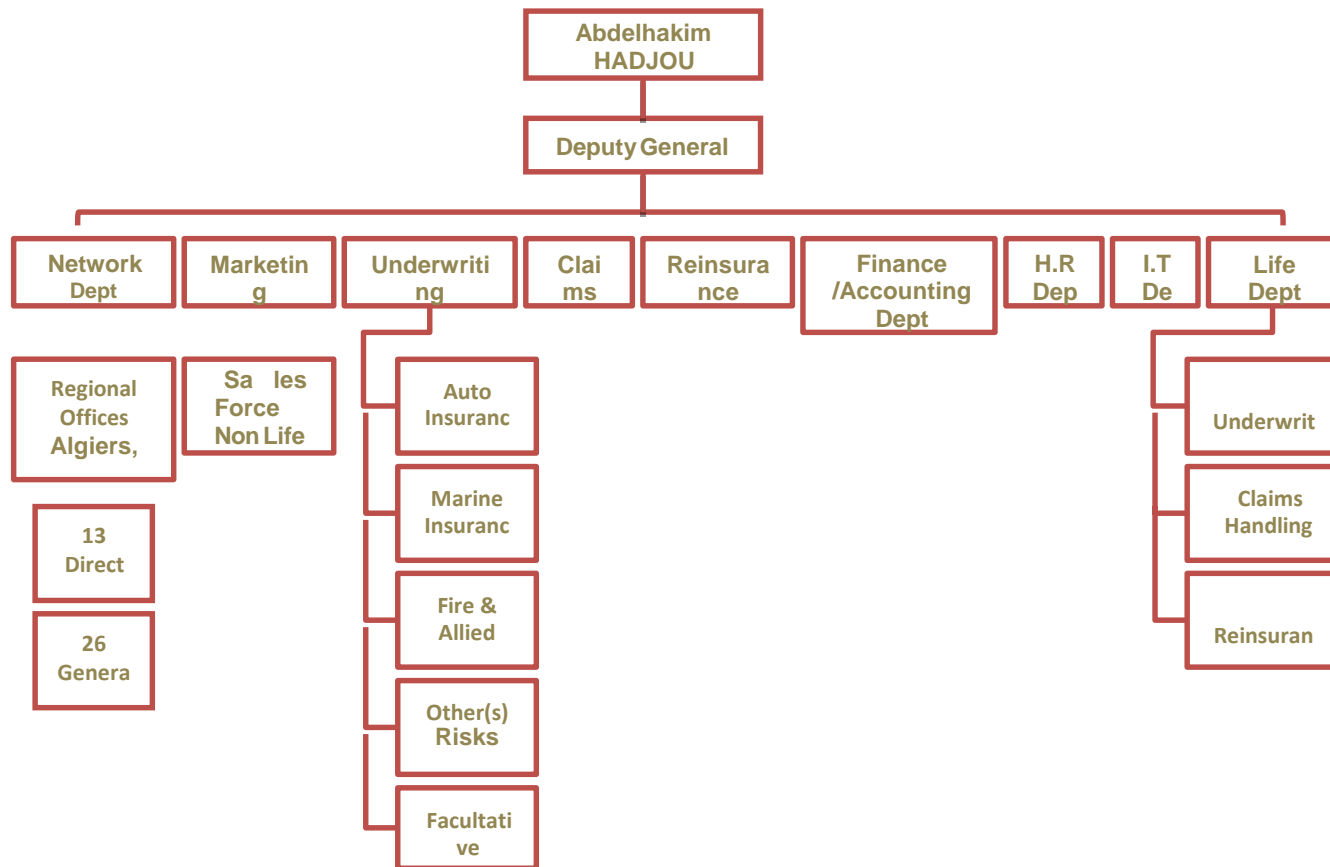 Abdelhakim
HADJOU
Deputy General
Network
Dept
Marketin
g
Underwriti
ng
Clai
ms
Reinsura
nce
Finance
/Accounting
Dept
H.R
Dep
I.T
De
Life
Dept
Regional
Offices
Algiers,
Sa les
Force
Non Life
Auto
Insuranc
Underwrit
Marine
Insuranc
Claims
Handling
13
Direct
Fire &
Allied
Reinsuran
26
Genera
Other(s)
Risks
Facultati
ve